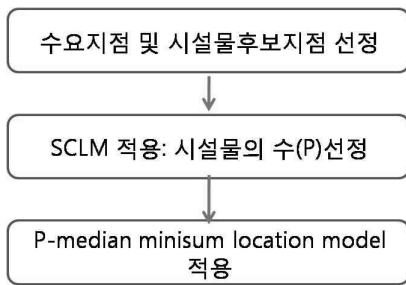 수요지점 및 시설물후보지점 선정
SCLM 적용: 시설물의 수(P)선정
P-median minisum location model
적용